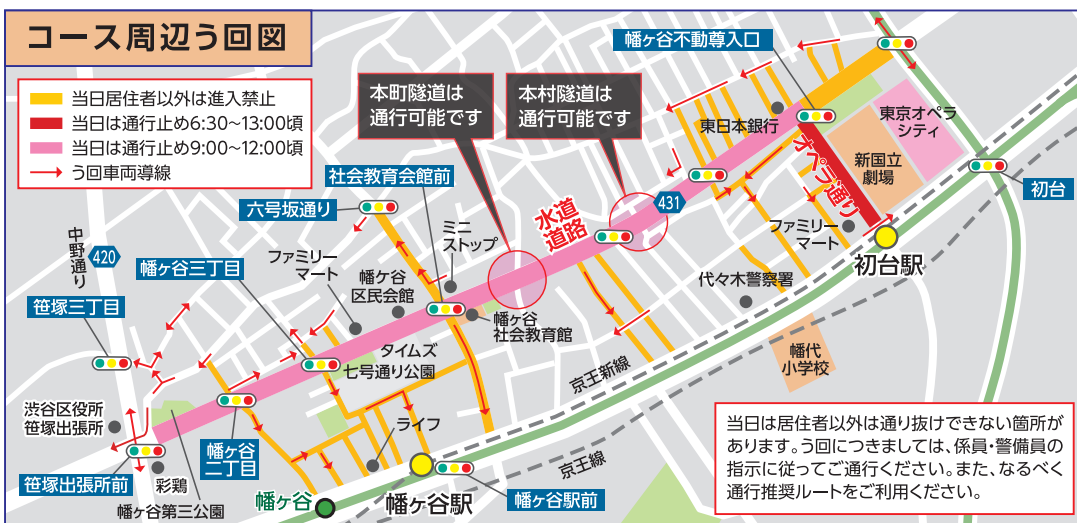 コース周辺う回図
当日居住者以外は進入禁止
当日は通行止め6:30~13:00頃
当日は通行止め9:00~12:00頃
う回車両導線
本町隧道は
通行可能です
本村隧道は
通行可能です
幡ヶ谷不動尊入口
東日本銀行
東京オペラ
シティ
新国立
劇場
オペラ通り
初台
ファミリー
マート
初台駅
431
水道
道路
代々木警察署
社会教育会館前
六号坂通り
ミニ
ストップ
中野通り
420
幡ヶ谷三丁目
ファミリー
マート
幡ヶ谷
区民会館
幡ヶ谷
社会教育館
笹塚三丁目
タイムズ
七号通り公園
京王新線
幡代
小学校
渋谷区役所
笹塚出張所
幡ヶ谷
二丁目
ライフ
笹塚出張所前
彩鶏
幡ヶ谷第三公園
幡ヶ谷
幡ヶ谷駅
幡ヶ谷駅前
京王線
当日は居住者以外は通り抜けできない箇所が
あります。う回につきましては、係員・警備員の
指示に従ってご通行ください。また、なるべく
通行推奨ルートをご利用ください。